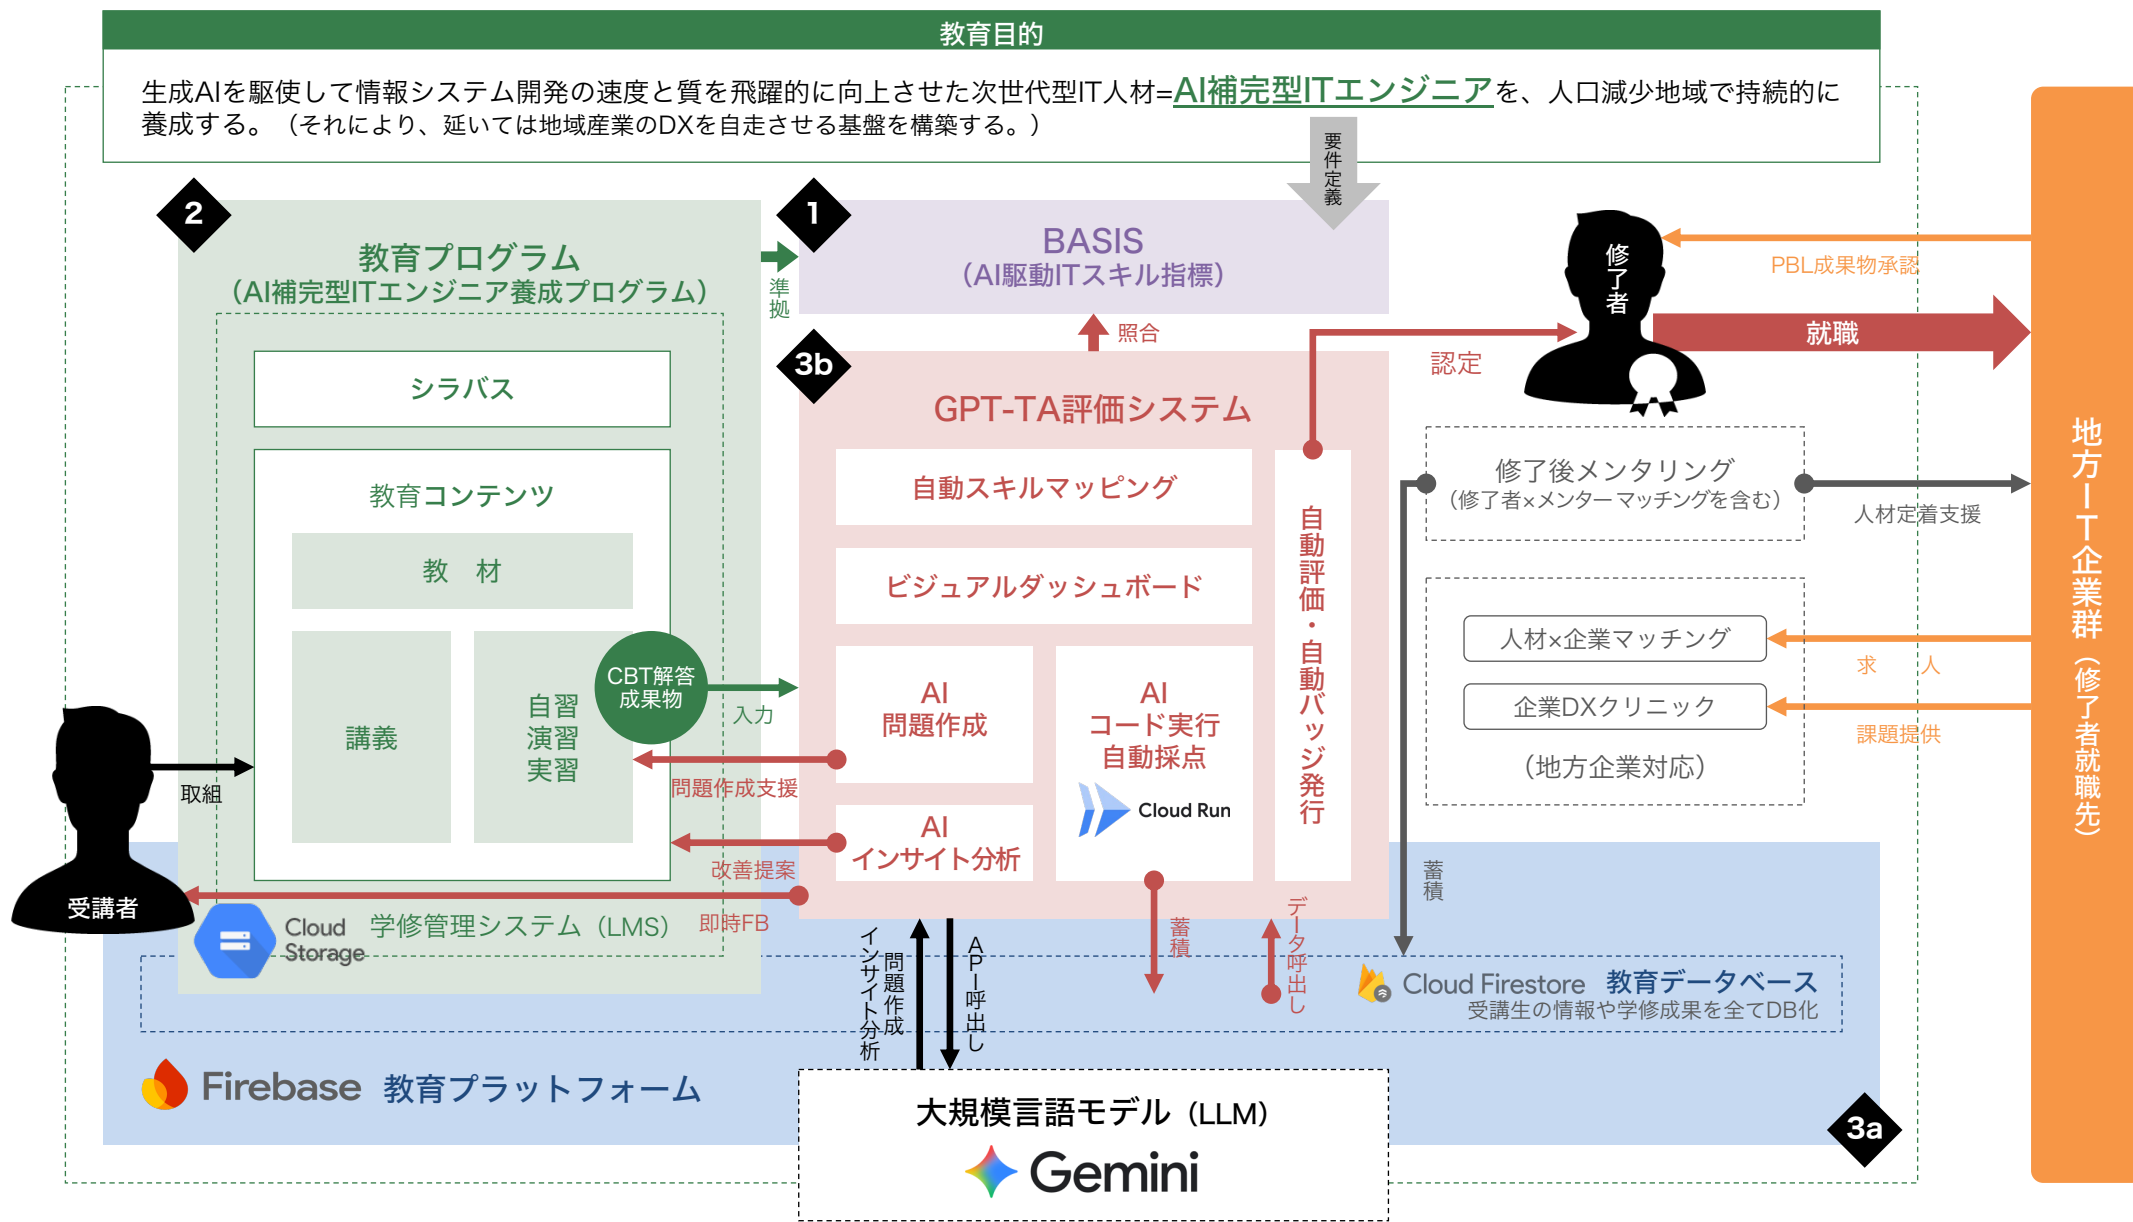 教育目的
生成AIを駆使して情報システム開発の速度と質を飛躍的に向上させた次世代型IT人材=AI補完型ITエンジニアを、人口減少地域で持続的に
養成する。（それにより、延いては地域産業のDXを自走させる基盤を構築する。）
要件定義
2
教育プログラム
（AI補完型ITエンジニア養成プログラム）
準拠
1
BASIS
（AI駆動ITスキル指標）
照合
シラバス
教育コンテンツ
教　材
講義
自習
演習
実習
CBT解答
成果物
入力
問題作成支援
改善提案
即時FB
取組
受講者
Cloud
Storage
学修管理システム（LMS）
3b
GPT-TA評価システム
自動スキルマッピング
ビジュアルダッシュボード
AI
問題作成
AI
コード実行
自動採点
Cloud Run
AI
インサイト分析
自動評価・自動バッジ発行
認定
修了者
PBL成果物承認
就職
修了後メンタリング
（修了者×メンターマッチングを含む）
人材定着支援
人材×企業マッチング
企業DXクリニック
（地方企業対応）
求　人
課題提供
地方IT企業群（修了者就職先）
蓄積
蓄積
データ呼出し
問題作成
インサイト分析
API呼出し
Cloud Firestore 教育データベース
受講生の情報や学修成果を全てDB化
Firebase 教育プラットフォーム
3a
大規模言語モデル（LLM）
Gemini